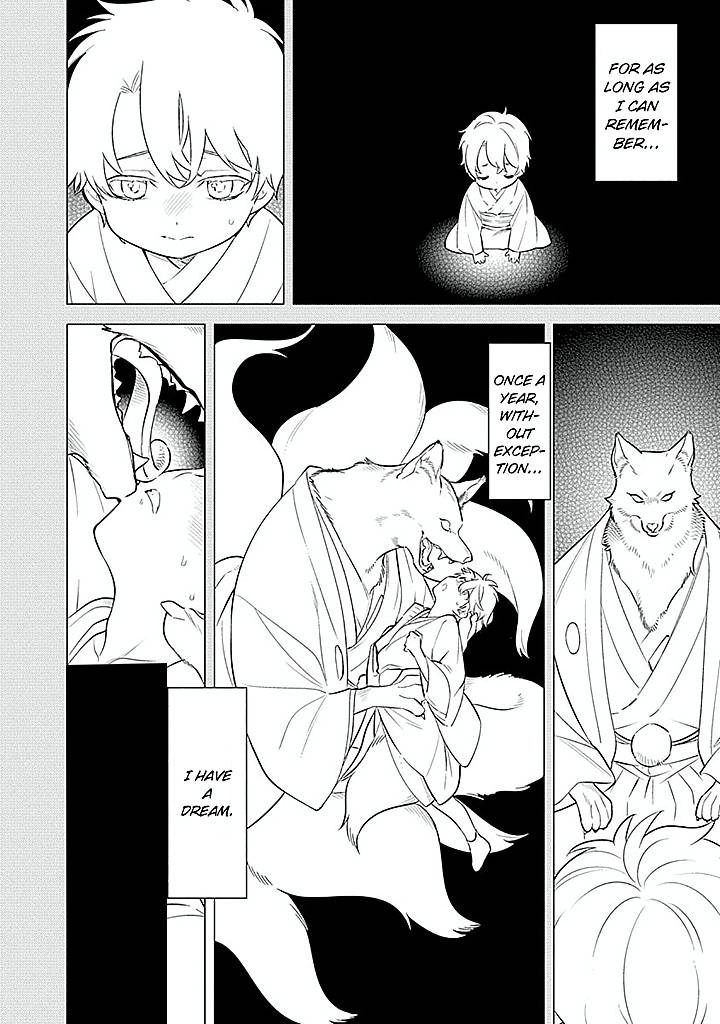 FOR AS
LONG AS
I CAN
REMEM-
BER...
ONCE A
YEAR,
WITH-
OUT
EXCEP-
TION...
I HAVE
A
DREAM.